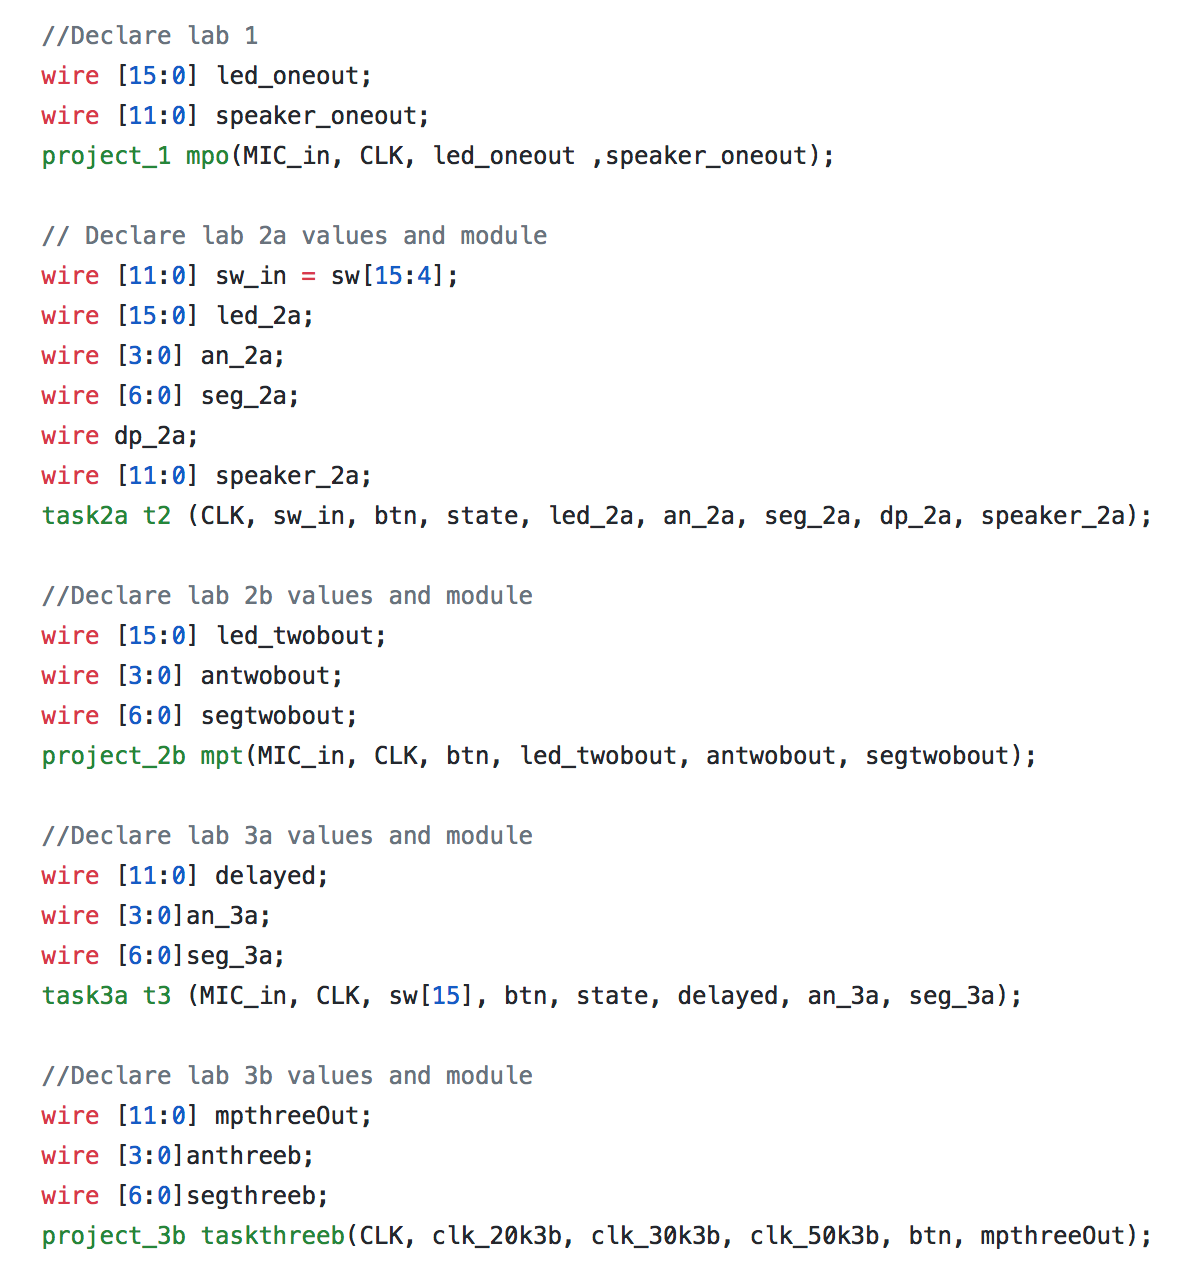 //Declare lab 1
wire [15:0] led_oneout;
wire [11:0] speaker_oneout;
project_1 mpo(MIC_in, CLK, led_oneout ,speaker_oneout);
// Declare lab 2a values and module
wire [11:0] sw_in = sw[15:4];
wire [15:0] led_2a;
wire [3:0] an_2a;
wire [6:0] seg_2a;
wire dp_2a;
wire [11:0] speaker_2a;
task2a t2 (CLK, sw_in, btn, state, led_2a, an_2a, seg_2a, dp_2a, speaker_2a);
//Declare lab 2b values and module
wire [15:0] led_twobout;
wire [3:0] antwobout;
wire [6:0] segtwobout;
project_2b mpt(MIC_in, CLK, btn, led_twobout, antwobout, segtwobout);
//Declare lab 3a values and module
wire [11:0] delayed;
wire [3:0]an_3a;
wire [6:0]seg_3a;
task3a t3 (MIC_in, CLK, sw[15], btn, state, delayed, an_3a, seg_3a);
//Declare lab 3b values and module
wire [11:0] mpthreeOut;
wire [3:0]anthreeb;
wire [6:0]segthreeb;
project_3b taskthreeb(CLK, clk_20k3b, clk_30k3b, clk_50k3b, btn, mpthreeOut);